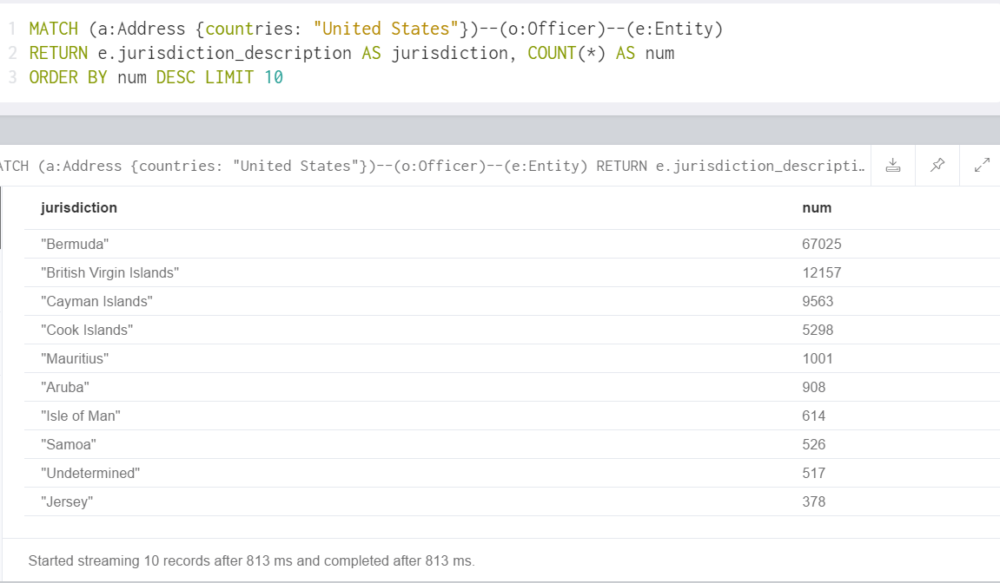 1 MATCH (a:Address {countries: "United States"})--(o:Officer)--(e:Entity)
2 RETURN e.jurisdiction_description AS jurisdiction, COUNT(*) AS num
3 ORDER BY num DESC LIMIT 10
ATCH (a:Address {countries: "United States"})--(o:Officer)--(e:Entity) RETURN e.jurisdiction_descripti…
jurisdiction num
"Bermuda" 67025
"British Virgin Islands" 12157
"Cayman Islands" 9563
"Cook Islands" 5298
"Mauritius" 1001
"Aruba" 908
"Isle of Man" 614
"Samoa" 526
"Undetermined" 517
"Jersey" 378
Started streaming 10 records after 813 ms and completed after 813 ms.